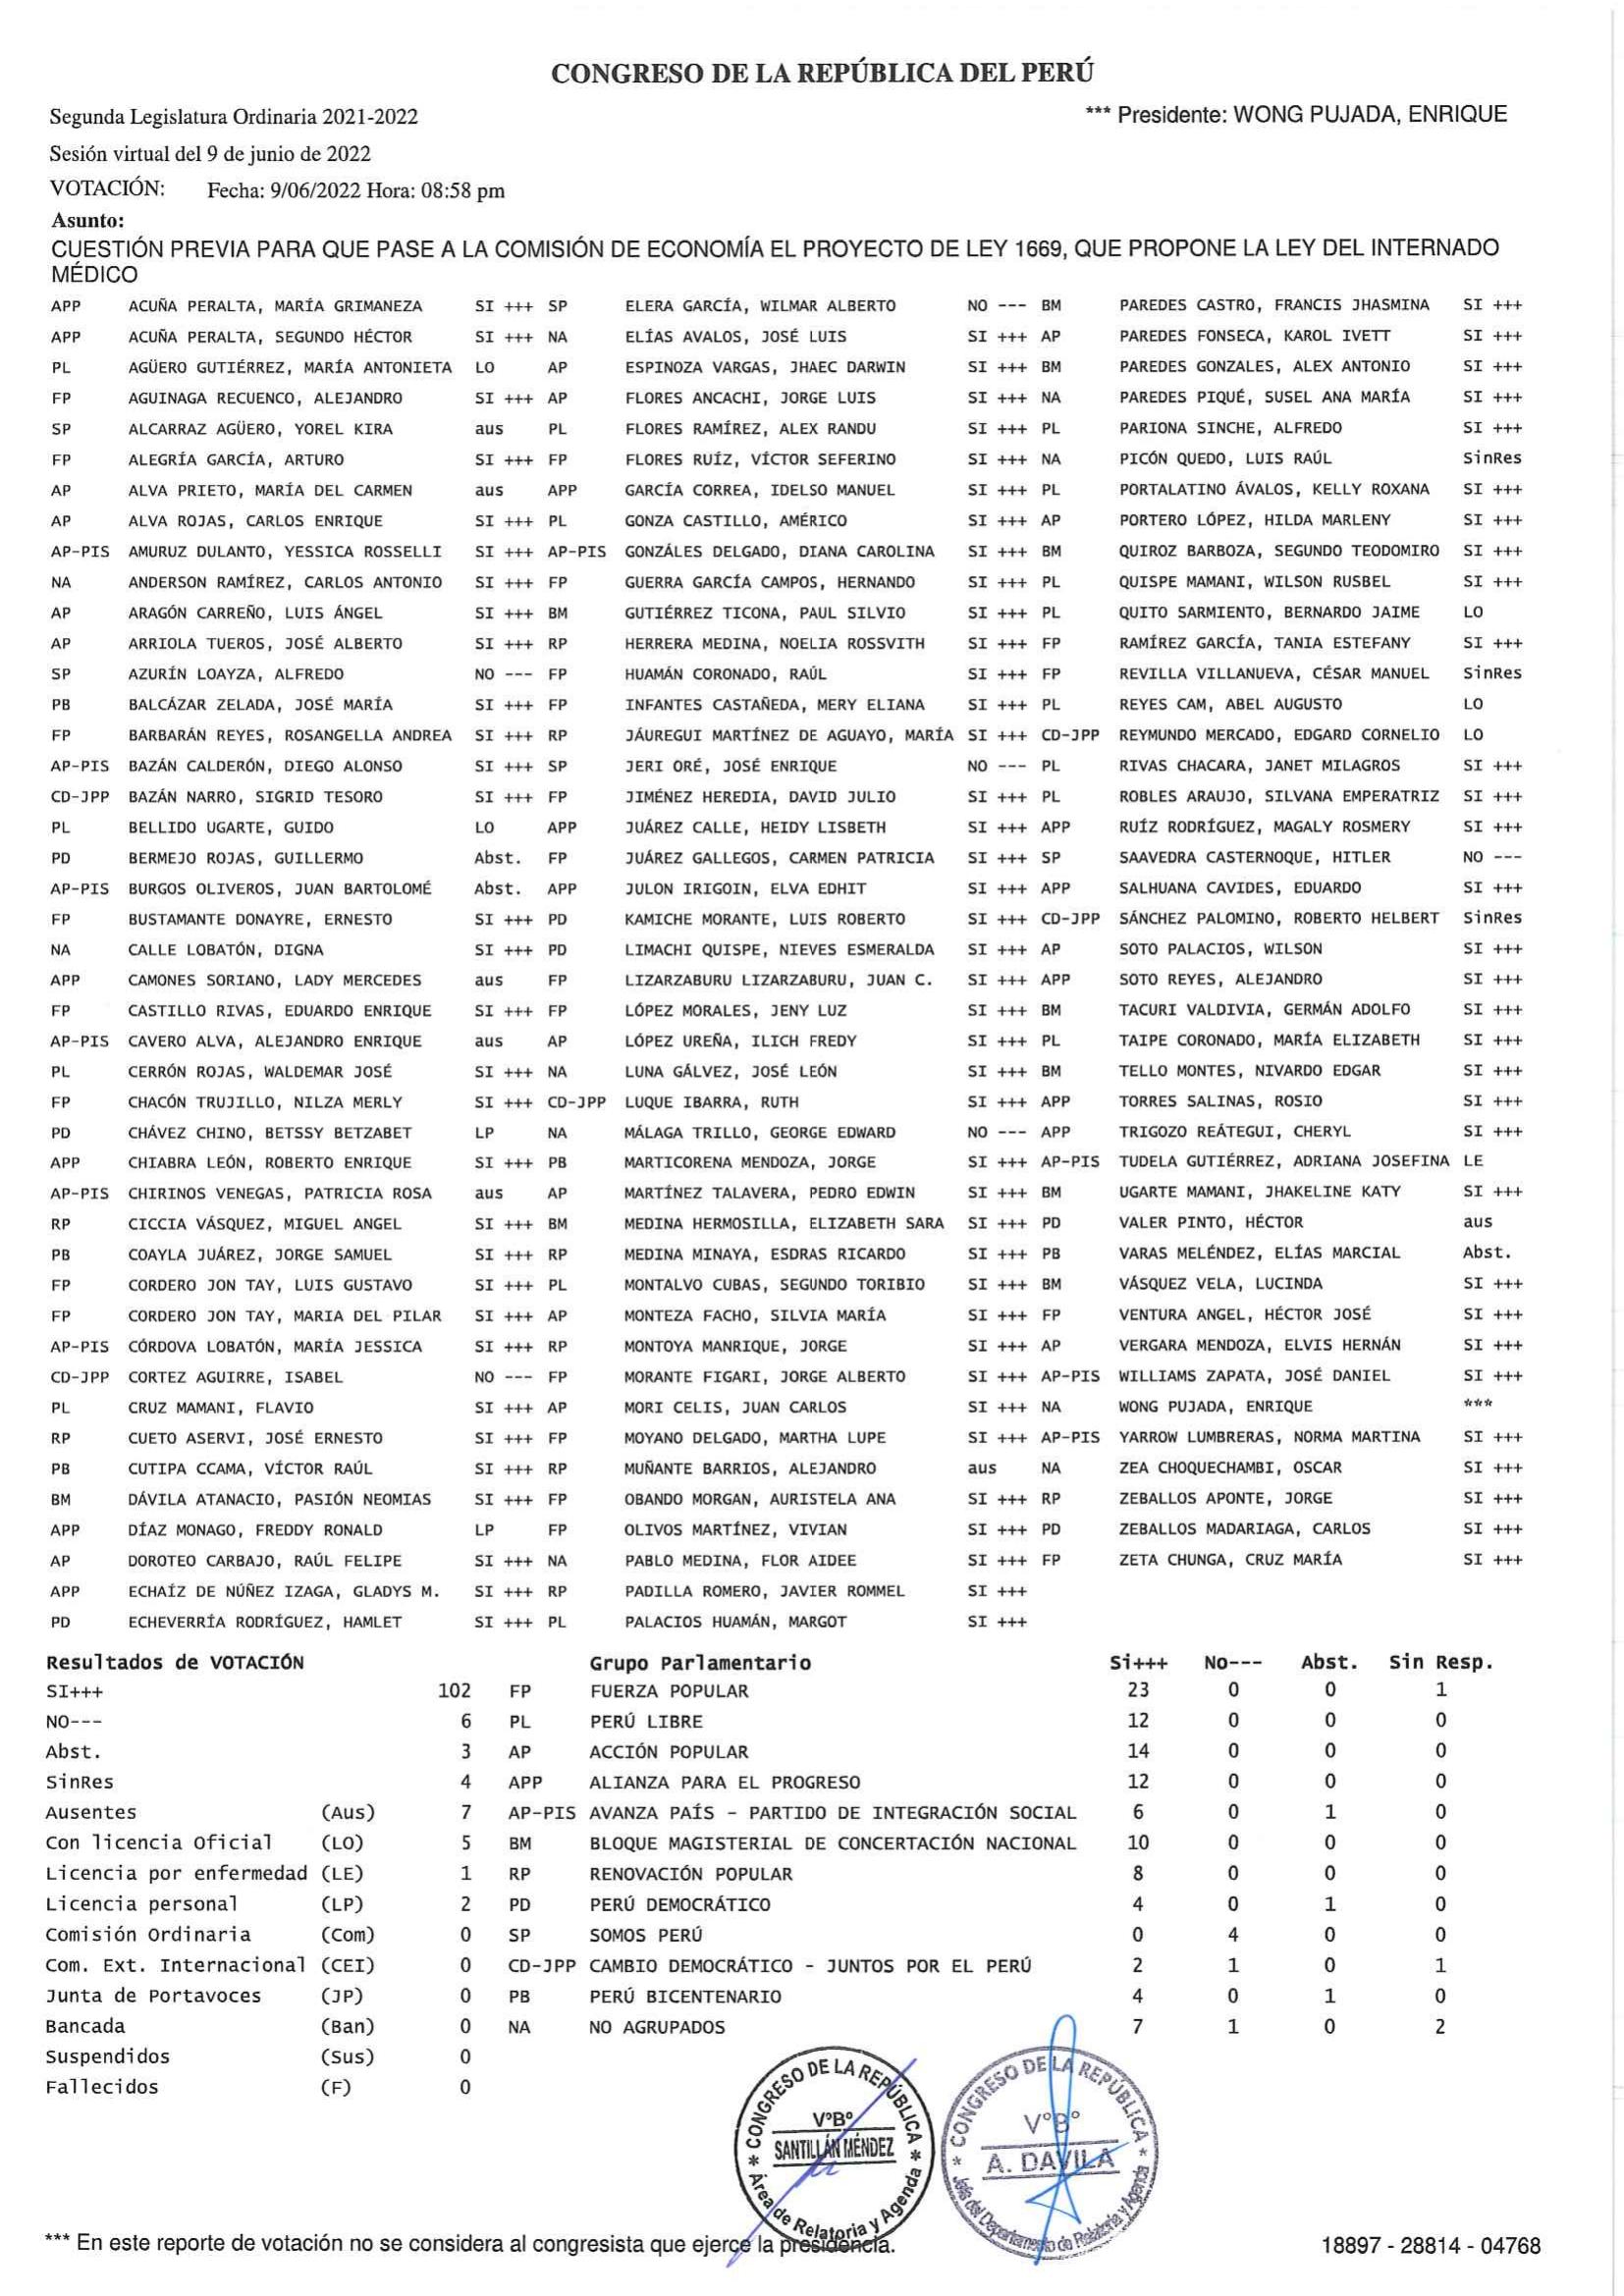 CONGRESO DE LA REPÚBLICA DEL PERÚ
Segunda Legislatura Ordinaria 2021-2022 *** Presidente: WONG PUJADA, ENRIQUE
Sesión virtual del 9 de junio de 2022
VOTACIÓN: Fecha: 9/06/2022 Hora: 08:58 pm
Asunto:
CUESTIÓN PREVIA PARA QUE PASE A LA COMISIÓN DE ECONOMÍA EL PROYECTO DE LEY 1669, QUE PROPONE LA LEY DEL INTERNADO
MÉDICO
APP ACUÑA PERALTA, MARÍA GRIMANEZA SI +++ SP ELERA GARCÍA, WILMAR ALBERTO NO --- BM PAREDES CASTRO, FRANCIS JHASMINA SI +++
APP ACUÑA PERALTA, SEGUNDO HÉCTOR SI +++ NA ELÍAS AVALOS, JOSÉ LUIS SI +++ AP PAREDES FONSECA, KAROL IVETT SI +++
PL AGÜERO GUTIÉRREZ, MARÍA ANTONIETA LO AP ESPINOZA VARGAS, JHAEC DARWIN SI +++ BM PAREDES GONZALES, ALEX ANTONIO SI +++
FP AGUINAGA RECUENCO, ALEJANDRO SI +++ AP FLORES ANCACHI, JORGE LUIS SI +++ NA PAREDES PIQUÉ, SUSEL ANA MARÍA SI +++
SP ALCARRAZ AGÜERO, YOREL KIRA aus PL FLORES RAMÍREZ, ALEX RANDU SI +++ PL PARIONA SINCHE, ALFREDO SI +++
FP ALEGRÍA GARCÍA, ARTURO SI +++ FP FLORES RUÍZ, VÍCTOR SEFERINO SI +++ NA PICÓN QUEDO, LUIS RAÚL SinRes
AP ALVA PRIETO, MARÍA DEL CARMEN aus APP GARCÍA CORREA, IDELSO MANUEL SI +++ PL PORTALATINO ÁVALOS, KELLY ROXANA SI +++
AP ALVA ROJAS, CARLOS ENRIQUE SI +++ PL GONZA CASTILLO, AMÉRICO SI +++ AP PORTERO LÓPEZ, HILDA MARLENY SI +++
AP-PIS AMURUZ DULANTO, YESSICA ROSSELLI SI +++ AP-PIS GONZÁLES DELGADO, DIANA CAROLINA SI +++ BM QUIROZ BARBOZA, SEGUNDO TEODOMIRO SI +++
NA ANDERSON RAMÍREZ, CARLOS ANTONIO SI +++ FP GUERRA GARCÍA CAMPOS, HERNANDO SI +++ PL QUISPE MAMANI, WILSON RUSBEL SI +++
AP ARAGÓN CARREÑO, LUIS ÁNGEL SI +++ BM GUTIÉRREZ TICONA, PAUL SILVIO SI +++ PL QUITO SARMIENTO, BERNARDO JAIME LO
AP ARRIOLA TUEROS, JOSÉ ALBERTO SI +++ RP HERRERA MEDINA, NOELIA ROSSVITH SI +++ FP RAMÍREZ GARCÍA, TANIA ESTEFANY SI +++
SP AZURÍN LOAYZA, ALFREDO NO --- FP HUAMÁN CORONADO, RAÚL SI +++ FP REVILLA VILLANUEVA, CÉSAR MANUEL SinRes
PB BALCÁZAR ZELADA, JOSÉ MARÍA SI +++ FP INFANTES CASTAÑEDA, MERY ELIANA SI +++ PL REYES CAM, ABEL AUGUSTO LO
FP BARBARÁN REYES, ROSANGELLA ANDREA SI +++ RP JÁUREGUI MARTÍNEZ DE AGUAYO, MARÍA SI +++ CD-JPP REYMUNDO MERCADO, EDGARD CORNELIO LO
AP-PIS BAZÁN CALDERÓN, DIEGO ALONSO SI +++ SP JERI ORÉ, JOSÉ ENRIQUE NO --- PL RIVAS CHACARA, JANET MILAGROS SI +++
CD-JPP BAZÁN NARRO, SIGRID TESORO SI +++ FP JIMÉNEZ HEREDIA, DAVID JULIO SI +++ PL ROBLES ARAUJO, SILVANA EMPERATRIZ SI +++
PL BELLIDO UGARTE, GUIDO LO APP JUÁREZ CALLE, HEIDY LISBETH SI +++ APP RUÍZ RODRÍGUEZ, MAGALY ROSMERY SI +++
PD BERMEJO ROJAS, GUILLERMO Abst. FP JUÁREZ GALLEGOS, CARMEN PATRICIA SI +++ SP SAAVEDRA CASTERNOQUE, HITLER NO ---
AP-PIS BURGOS OLIVEROS, JUAN BARTOLOMÉ Abst. APP JULON IRIGOIN, ELVA EDHIT SI +++ APP SALHUANA CAVIDES, EDUARDO SI +++
FP BUSTAMANTE DONAYRE, ERNESTO SI +++ PD KAMICHE MORANTE, LUIS ROBERTO SI +++ CD-JPP SÁNCHEZ PALOMINO, ROBERTO HELBERT SinRes
NA CALLE LOBATÓN, DIGNA SI +++ PD LIMACHI QUISPE, NIEVES ESMERALDA SI +++ AP SOTO PALACIOS, WILSON SI +++
APP CAMONES SORIANO, LADY MERCEDES aus FP LIZARZABURU LIZARZABURU, JUAN C. SI +++ APP SOTO REYES, ALEJANDRO SI +++
FP CASTILLO RIVAS, EDUARDO ENRIQUE SI +++ FP LÓPEZ MORALES, JENY LUZ SI +++ BM TACURI VALDIVIA, GERMÁN ADOLFO SI +++
AP-PIS CAVERO ALVA, ALEJANDRO ENRIQUE aus AP LÓPEZ UREÑA, ILICH FREDY SI +++ PL TAIPE CORONADO, MARÍA ELIZABETH SI +++
PL CERRÓN ROJAS, WALDEMAR JOSÉ SI +++ NA LUNA GÁLVEZ, JOSÉ LEÓN SI +++ BM TELLO MONTES, NIVARDO EDGAR SI +++
FP CHACÓN TRUJILLO, NILZA MERLY SI +++ CD-JPP LUQUE IBARRA, RUTH SI +++ APP TORRES SALINAS, ROSIO SI +++
PD CHÁVEZ CHINO, BETSSY BETZABET LP NA MÁLAGA TRILLO, GEORGE EDWARD NO --- APP TRIGOZO REÁTEGUI, CHERYL SI +++
APP CHIABRA LEÓN, ROBERTO ENRIQUE SI +++ PB MARTICORENA MENDOZA, JORGE SI +++ AP-PIS TUDELA GUTIÉRREZ, ADRIANA JOSEFINA LE
AP-PIS CHIRINOS VENEGAS, PATRICIA ROSA aus AP MARTÍNEZ TALAVERA, PEDRO EDWIN SI +++ BM UGARTE MAMANI, JHAKELINE KATY SI +++
RP CICCIA VÁSQUEZ, MIGUEL ANGEL SI +++ BM MEDINA HERMOSILLA, ELIZABETH SARA SI +++ PD VALER PINTO, HÉCTOR aus
PB COAYLA JUÁREZ, JORGE SAMUEL SI +++ RP MEDINA MINAYA, ESDRAS RICARDO SI +++ PB VARAS MELÉNDEZ, ELÍAS MARCIAL Abst.
FP CORDERO JON TAY, LUIS GUSTAVO SI +++ PL MONTALVO CUBAS, SEGUNDO TORIBIO SI +++ BM VÁSQUEZ VELA, LUCINDA SI +++
FP CORDERO JON TAY, MARIA DEL PILAR SI +++ AP MONTEZA FACHO, SILVIA MARÍA SI +++ FP VENTURA ANGEL, HÉCTOR JOSÉ SI +++
AP-PIS CÓRDOVA LOBATÓN, MARÍA JESSICA SI +++ RP MONTOYA MANRIQUE, JORGE SI +++ AP VERGARA MENDOZA, ELVIS HERNÁN SI +++
CD-JPP CORTEZ AGUIRRE, ISABEL NO --- FP MORANTE FIGARI, JORGE ALBERTO SI +++ AP-PIS WILLIAMS ZAPATA, JOSÉ DANIEL SI +++
PL CRUZ MAMANI, FLAVIO SI +++ AP MORI CELIS, JUAN CARLOS SI +++ NA WONG PUJADA, ENRIQUE ***
RP CUETO ASERVI, JOSÉ ERNESTO SI +++ FP MOYANO DELGADO, MARTHA LUPE SI +++ AP-PIS YARROW LUMBRERAS, NORMA MARTINA SI +++
PB CUTIPA CCAMA, VÍCTOR RAÚL SI +++ RP MUÑANTE BARRIOS, ALEJANDRO aus NA ZEA CHOQUECHAMBI, OSCAR SI +++
BM DÁVILA ATANACIO, PASIÓN NEOMIAS SI +++ FP OBANDO MORGAN, AURISTELA ANA SI +++ RP ZEBALLOS APONTE, JORGE SI +++
APP DÍAZ MONAGO, FREDDY RONALD LP FP OLIVOS MARTÍNEZ, VIVIAN SI +++ PD ZEBALLOS MADARIAGA, CARLOS SI +++
AP DOROTEO CARBAJO, RAÚL FELIPE SI +++ NA PABLO MEDINA, FLOR AIDEE SI +++ FP ZETA CHUNGA, CRUZ MARÍA SI +++
APP ECHAÍZ DE NÚÑEZ IZAGA, GLADYS M. SI +++ RP PADILLA ROMERO, JAVIER ROMMEL SI +++
PD ECHEVERRÍA RODRÍGUEZ, HAMLET SI +++ PL PALACIOS HUAMÁN, MARGOT SI +++
Resultados de VOTACIÓN Grupo Parlamentario Si+++ No--- Abst. Sin Resp.
SI+++ 102 FP FUERZA POPULAR 23 0 0 1
NO--- 6 PL PERÚ LIBRE 12 0 0 0
Abst. 3 AP ACCIÓN POPULAR 14 0 0 0
SinRes 4 APP ALIANZA PARA EL PROGRESO 12 0 0 0
Ausentes (Aus) 7 AP-PIS AVANZA PAÍS - PARTIDO DE INTEGRACIÓN SOCIAL 6 0 1 0
Con licencia Oficial (LO) 5 BM BLOQUE MAGISTERIAL DE CONCERTACIÓN NACIONAL 10 0 0 0
Licencia por enfermedad (LE) 1 RP RENOVACIÓN POPULAR 8 0 0 0
Licencia personal (LP) 2 PD PERÚ DEMOCRÁTICO 4 0 1 0
Comisión Ordinaria (Com) 0 SP SOMOS PERÚ 0 4 0 0
Com. Ext. Internacional (CEI) 0 CD-JPP CAMBIO DEMOCRÁTICO - JUNTOS POR EL PERÚ 2 1 0 1
Junta de Portavoces (JP) 0 PB PERÚ BICENTENARIO 4 0 1 0
Bancada (Ban) 0 NA NO AGRUPADOS 7 1 0 2
Suspendidos (Sus) 0
Fallecidos (F) 0
* CONGRESO DE LA REPÚBLICA *
V°B°
SANTILLÁN MÉNDEZ
Área de Relatoria y Agenda
* CONGRESO DE LA REPÚBLICA *
V°B°
A. DAVILA
Jefa del Departamento de Relatoría y Agenda
*** En este reporte de votación no se considera al congresista que ejerce la presidencia. 18897 - 28814 - 04768